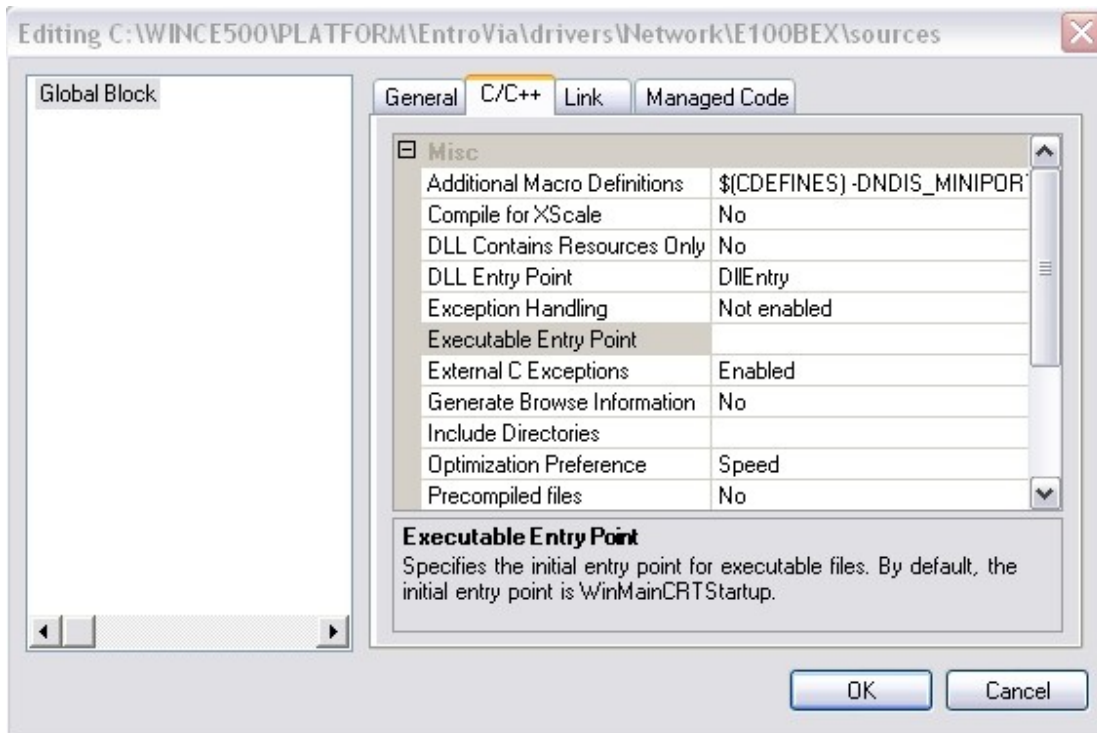 Editing C:\WINCE500\PLATFORM\EntroVia\drivers\Network\E100BEX\sources
Global Block
General C/C++ Link Managed Code
Misc
Additional Macro Definitions $(CDEFINES) -DNDIS_MINIPORT
Compile for XScale No
DLL Contains Resources Only No
DLL Entry Point DllEntry
Exception Handling Not enabled
Executable Entry Point
External C Exceptions Enabled
Generate Browse Information No
Include Directories
Optimization Preference Speed
Precompiled files No
Executable Entry Point
Specifies the initial entry point for executable files. By default, the
initial entry point is WinMainCRTStartup.
OK Cancel